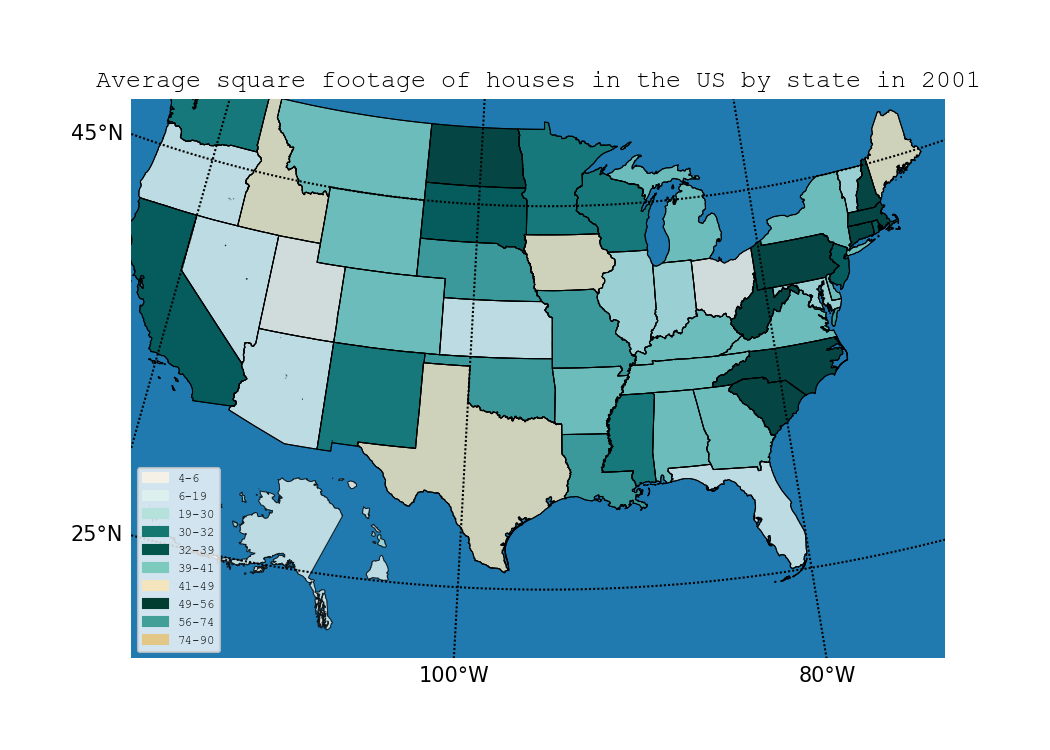 Average square footage of houses in the US by state in 2001
45°N
25°N
4−6
6−19
19−30
30−32
32−39
39−41
41−49
49−56
56−74
74−90
100°W
80°W